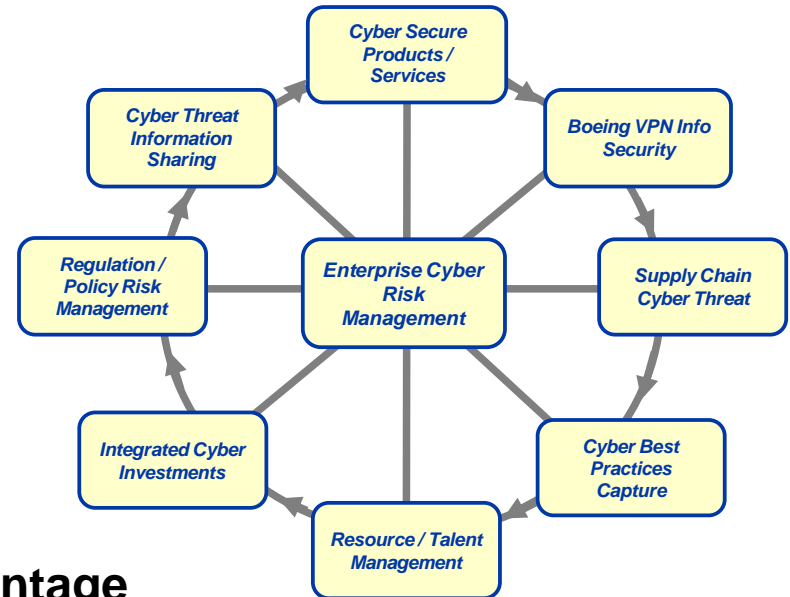 Cyber Secure
Products /
Services
Cyber Threat
Information
Sharing
Boeing VPN Info
Security
Regulation /
Policy Risk
Management
Enterprise Cyber
Risk
Management
Supply Chain
Cyber Threat
Integrated Cyber
Investments
Cyber Best
Practices
Capture
Resource / Talent
Management
ntage